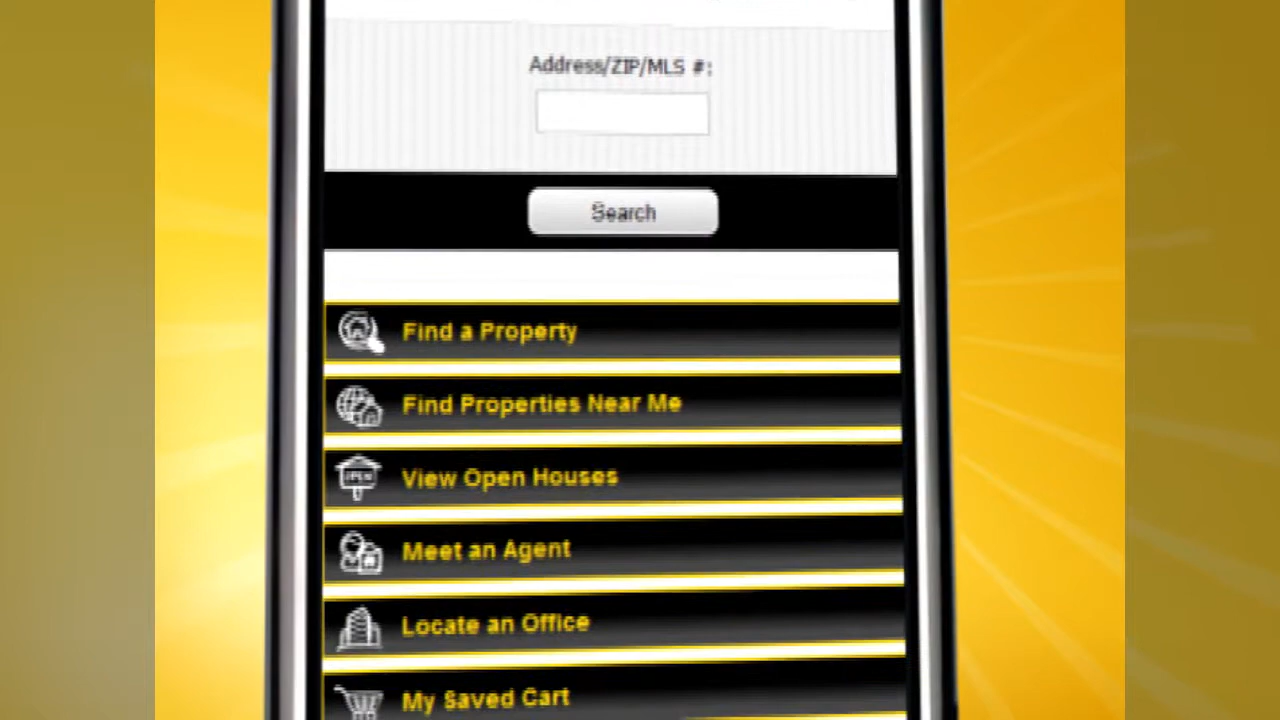 Address/ZIP/MLS #:
Search
Find a Property
Find Properties Near Me
OPEN
View Open Houses
Meet an Agent
Locate an Office
My Saved Cart